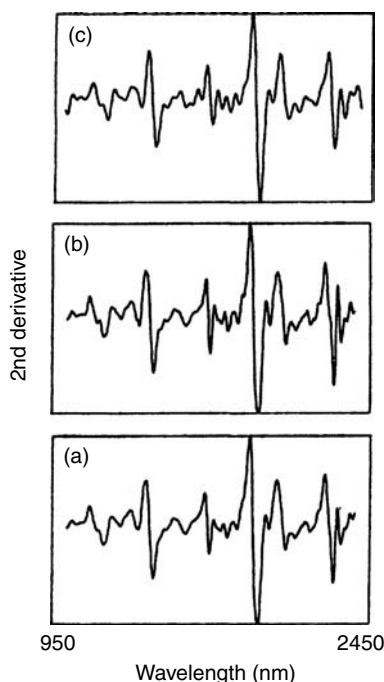 (c)
(b)
(a)
2nd derivative
950 2450
Wavelength (nm)